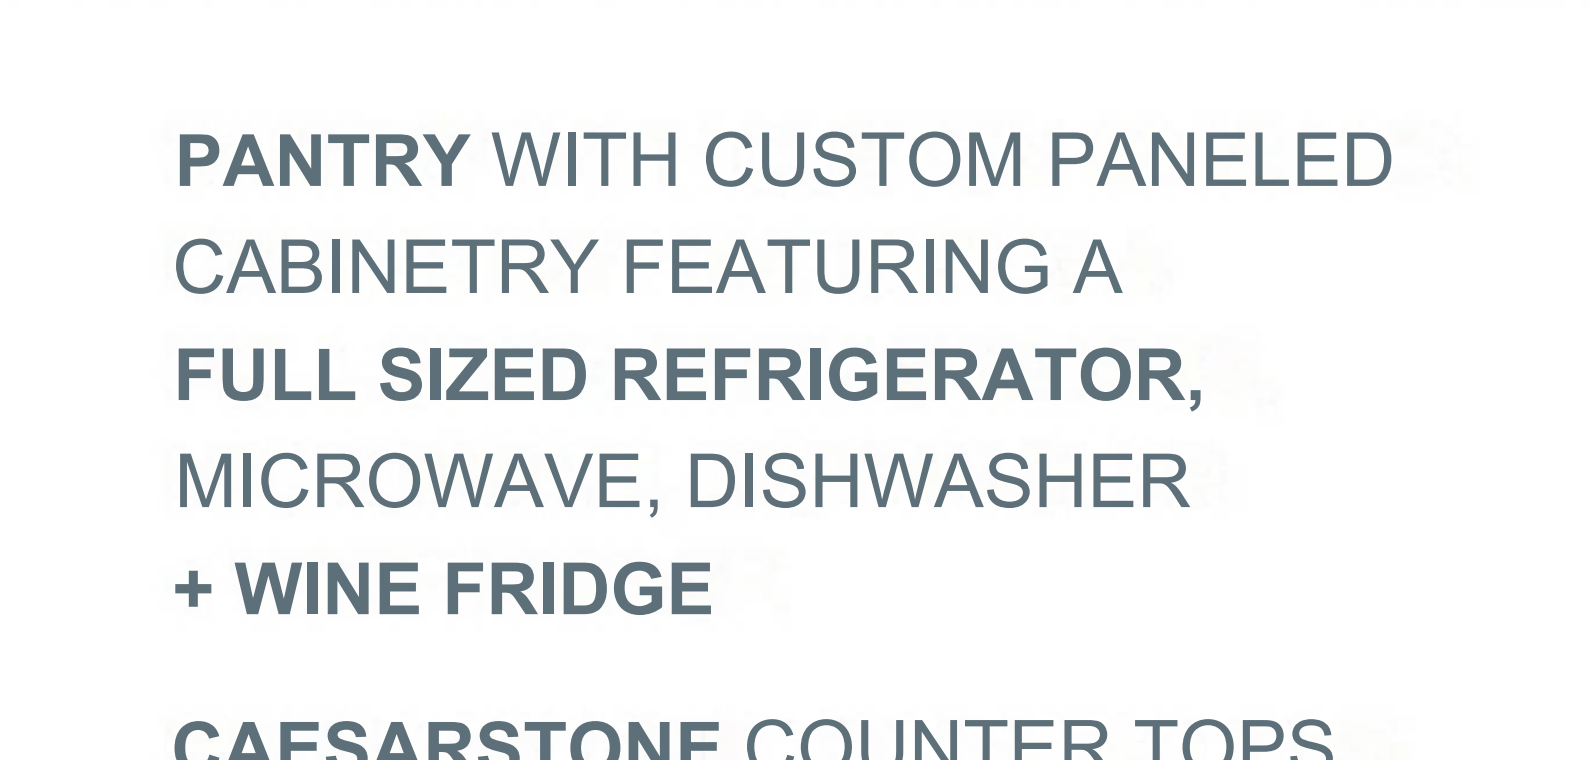 PANTRY WITH CUSTOM PANELED
CABINETRY FEATURING A
FULL SIZED REFRIGERATOR,
MICROWAVE, DISHWASHER
+ WINE FRIDGE
CAESARSTONE COUNTER TOPS